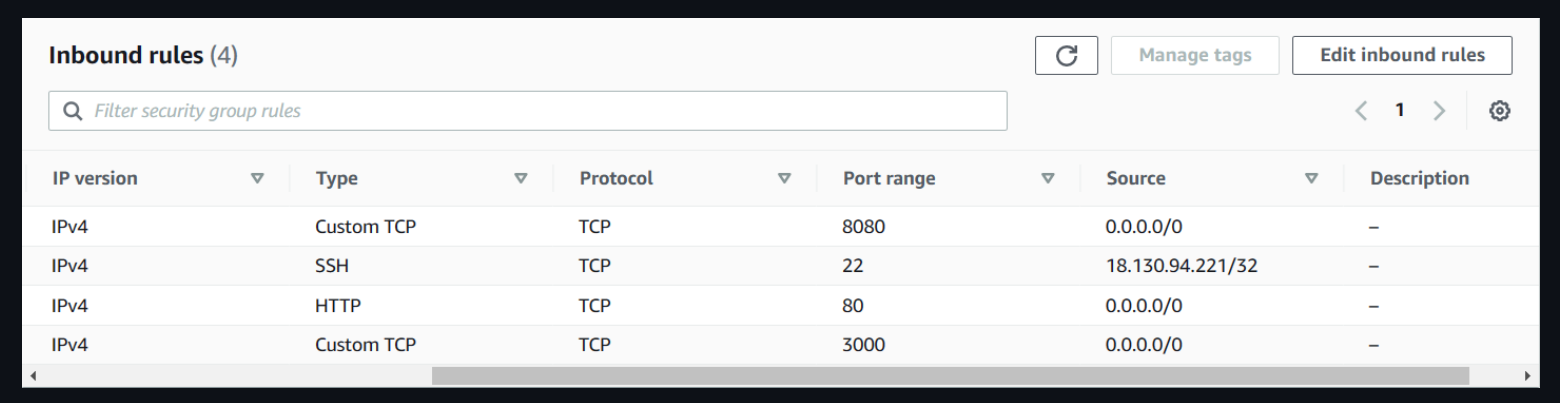 Inbound rules (4)
Manage tags
Edit inbound rules
Filter security group rules
1
IP version Type Protocol Port range Source Description
IPv4 Custom TCP TCP 8080 0.0.0.0/0 –
IPv4 SSH TCP 22 18.130.94.221/32 –
IPv4 HTTP TCP 80 0.0.0.0/0 –
IPv4 Custom TCP TCP 3000 0.0.0.0/0 –